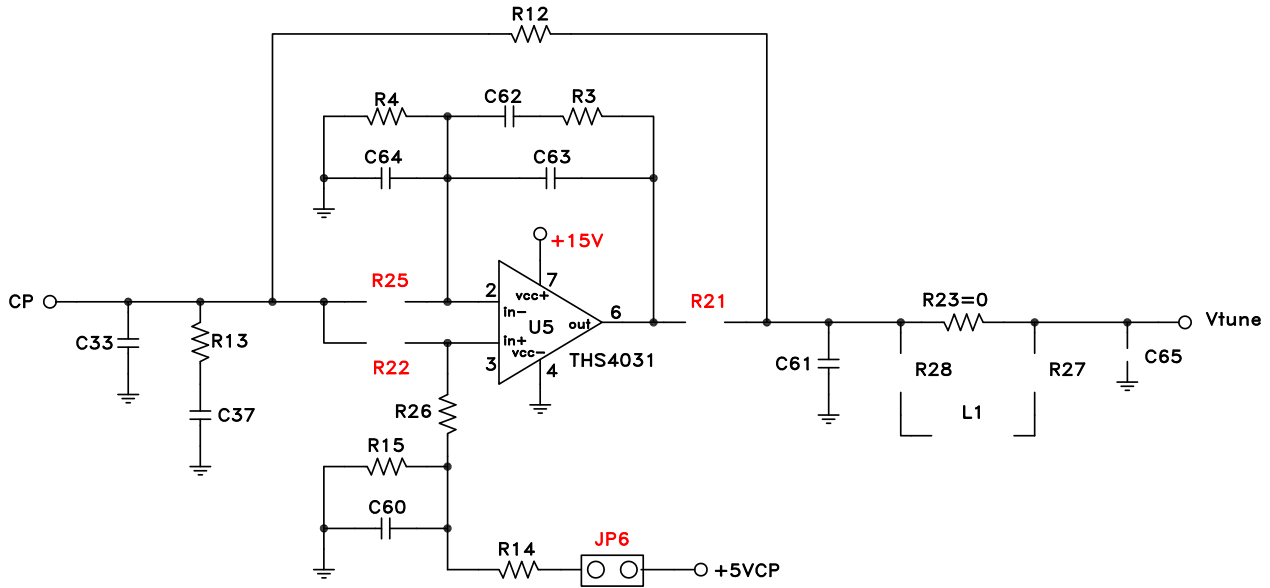 R12
R4
C62
R3
C64
C63
+15V
R25
2
7
vcc+
in-
U5
out
6
R21
R23=0
CP
Vtune
C33
R13
R22
in+
vcc-
3
4
THS4031
C61
R28
R27
C65
C37
R26
L1
R15
C60
R14
JP6
+5VCP